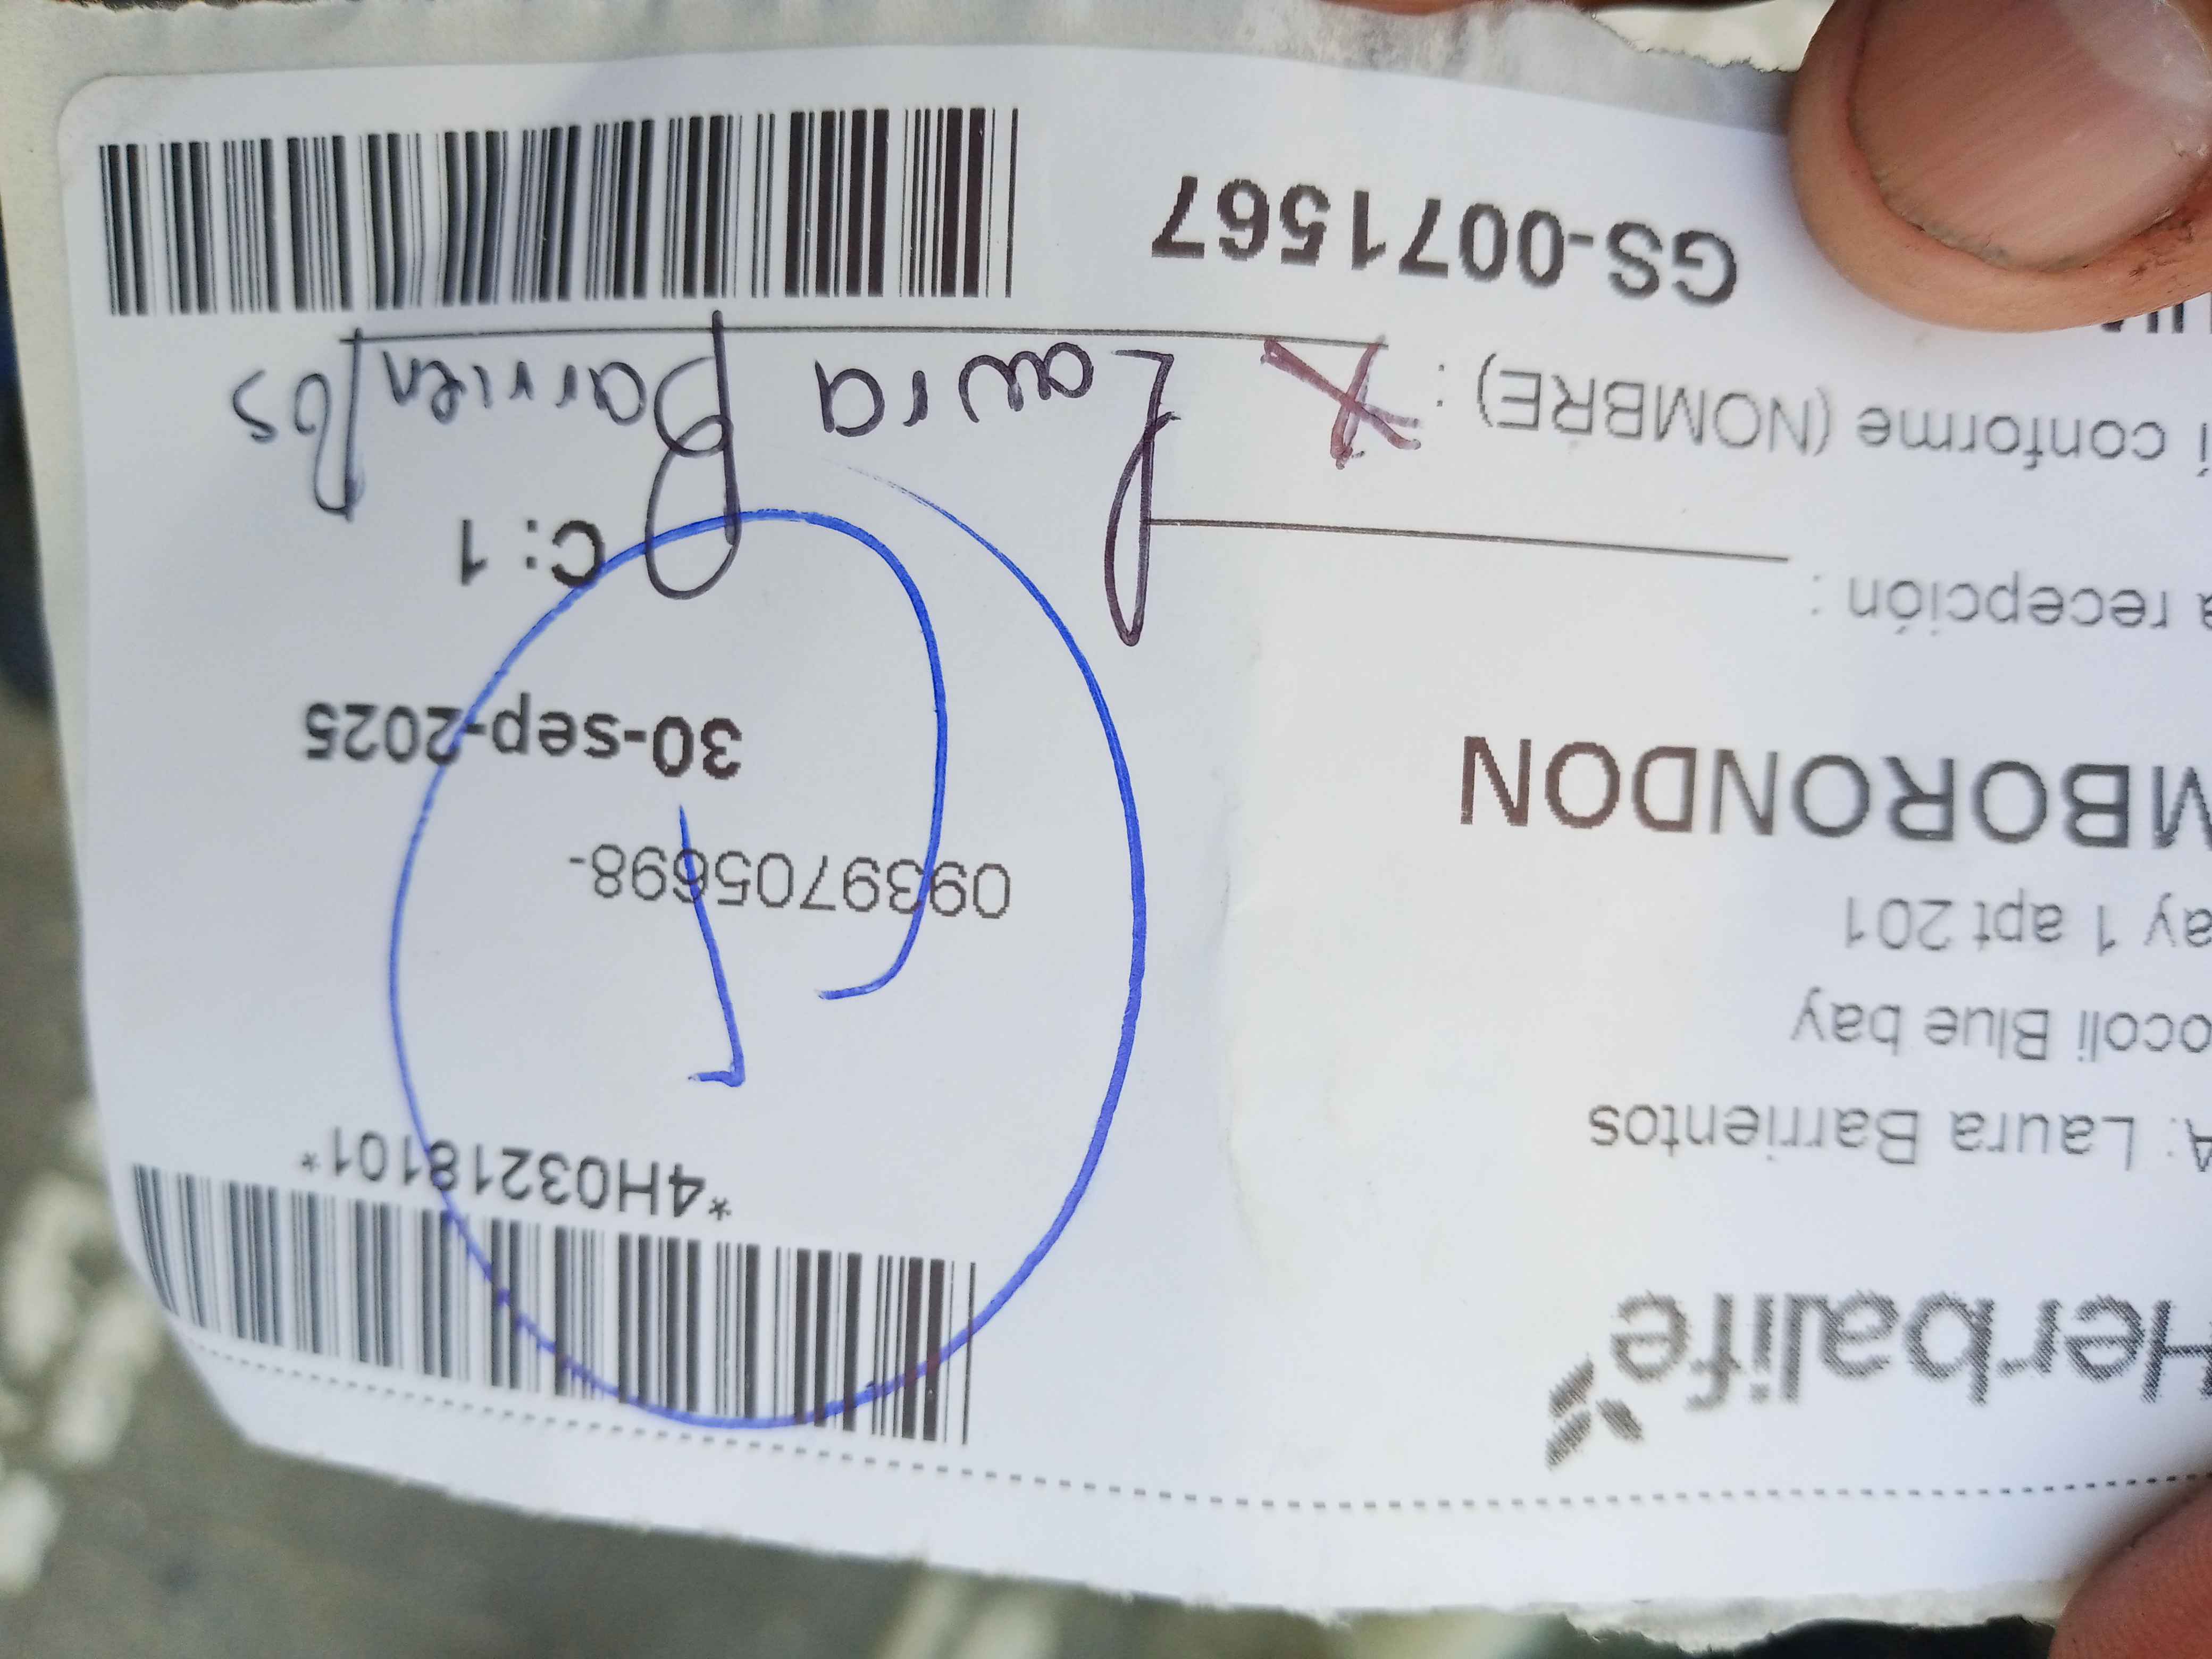 Herbalife
*4H03218101*
A: Laura Barrientos
ocoli Blue bay
ay 1 apt 201
0939705698-
MBORONDON
30-sep-2025
a recepción :
C: 1
í conforme (NOMBRE) : X Laura Barrientos
GS-0071567